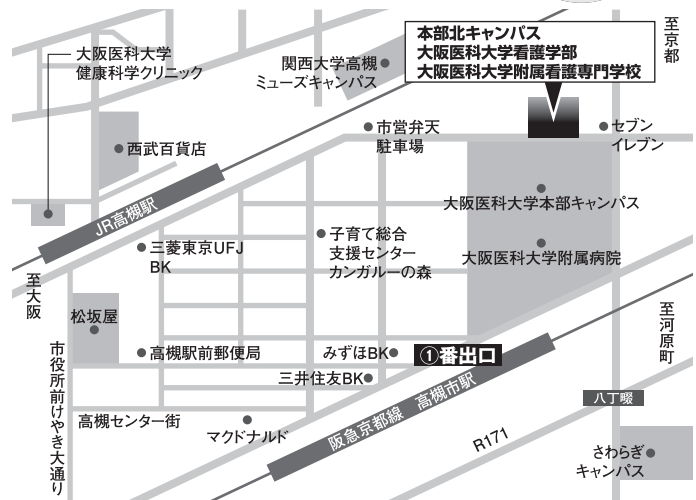 本部北キャンパス
大阪医科大学看護学部
大阪医科大学附属看護専門学校
至京都
大阪医科大学
健康科学クリニック
関西大学高槻
ミューズキャンパス
市営弁天
駐車場
セブン
イレブン
西武百貨店
大阪医科大学本部キャンパス
JR高槻駅
子育て総合
支援センター
カンガルーの森
三菱東京UFJ
BK
大阪医科大学附属病院
至大阪
松坂屋
至河原町
高槻駅前郵便局
みずほBK
①番出口
三井住友BK
市役所前けやき大通り
高槻センター街
マクドナルド
阪急京都線 高槻市駅
八丁畷
R171
さわらぎ
キャンパス